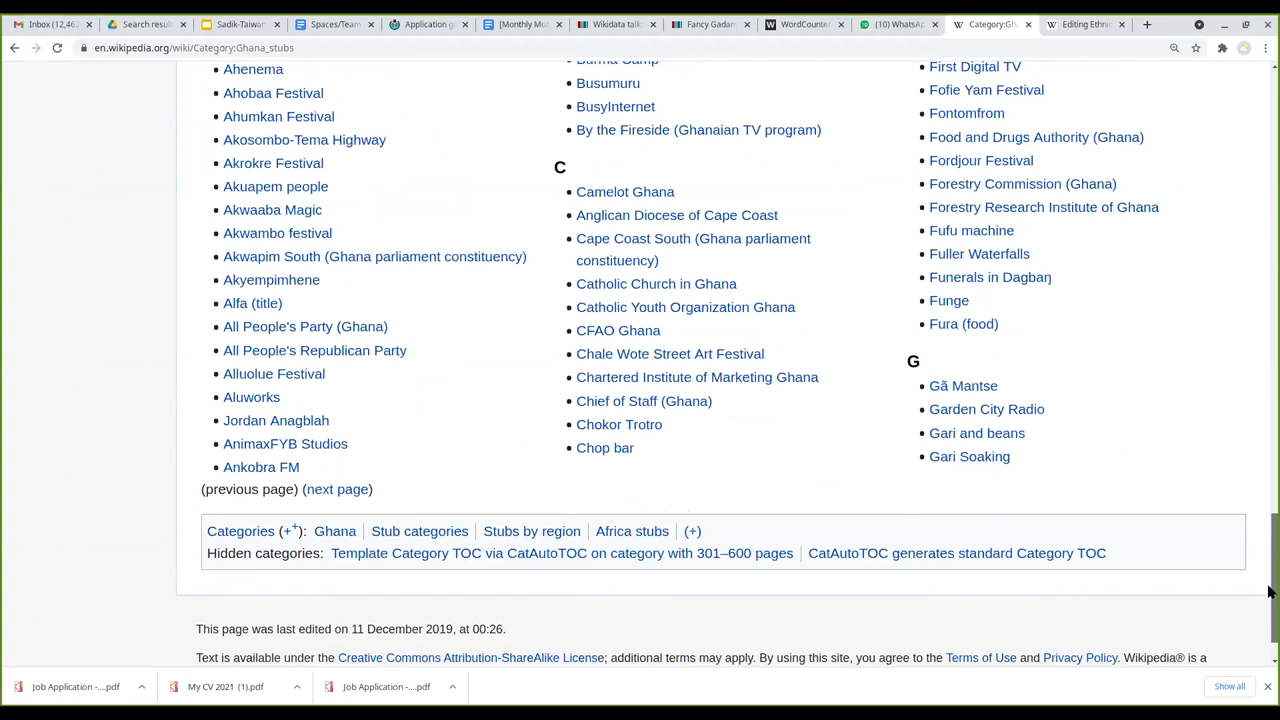 Inbox (12,462
Search resul
Sadik-Taiwan
Spaces/Team
Application g
[Monthly Mo
Wikidata talk
Fancy Gadam
WordCounter
(10) WhatsA
Category:Gh
Editing Ethnic
en.wikipedia.org/wiki/Category:Ghana_stubs
Ahenema
Ahobaa Festival
Ahumkan Festival
Akosombo-Tema Highway
Akrokre Festival
Akuapem people
Akwaaba Magic
Akwambo festival
Akwapim South (Ghana parliament constituency)
Akyempimhene
Alfa (title)
All People's Party (Ghana)
All People's Republican Party
Alluolue Festival
Aluworks
Jordan Anagblah
AnimaxFYB Studios
Ankobra FM
Burma Camp
Busumuru
BusyInternet
By the Fireside (Ghanaian TV program)
C
Camelot Ghana
Anglican Diocese of Cape Coast
Cape Coast South (Ghana parliament
constituency)
Catholic Church in Ghana
Catholic Youth Organization Ghana
CFAO Ghana
Chale Wote Street Art Festival
Chartered Institute of Marketing Ghana
Chief of Staff (Ghana)
Chokor Trotro
Chop bar
First Digital TV
Fofie Yam Festival
Fontomfrom
Food and Drugs Authority (Ghana)
Fordjour Festival
Forestry Commission (Ghana)
Forestry Research Institute of Ghana
Fufu machine
Fuller Waterfalls
Funerals in Dagbaŋ
Funge
Fura (food)
G
Gã Mantse
Garden City Radio
Gari and beans
Gari Soaking
(previous page) (next page)
Categories (++): Ghana | Stub categories | Stubs by region | Africa stubs | (+)
Hidden categories: Template Category TOC via CatAutoTOC on category with 301–600 pages | CatAutoTOC generates standard Category TOC
This page was last edited on 11 December 2019, at 00:26.
Text is available under the Creative Commons Attribution-ShareAlike License; additional terms may apply. By using this site, you agree to the Terms of Use and Privacy Policy. Wikipedia® is a
Job Application -....pdf
My CV 2021 (1).pdf
Job Application -....pdf
Show all